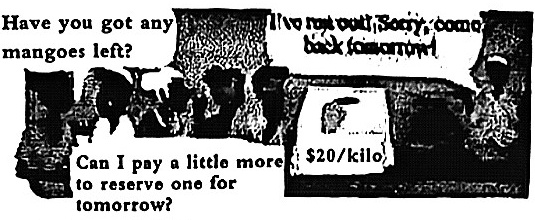 Have you got any
mangoes left?
I've run out! Sorry, come
back tomorrow!
$20/kilo
Can I pay a little more
to reserve one for
tomorrow?